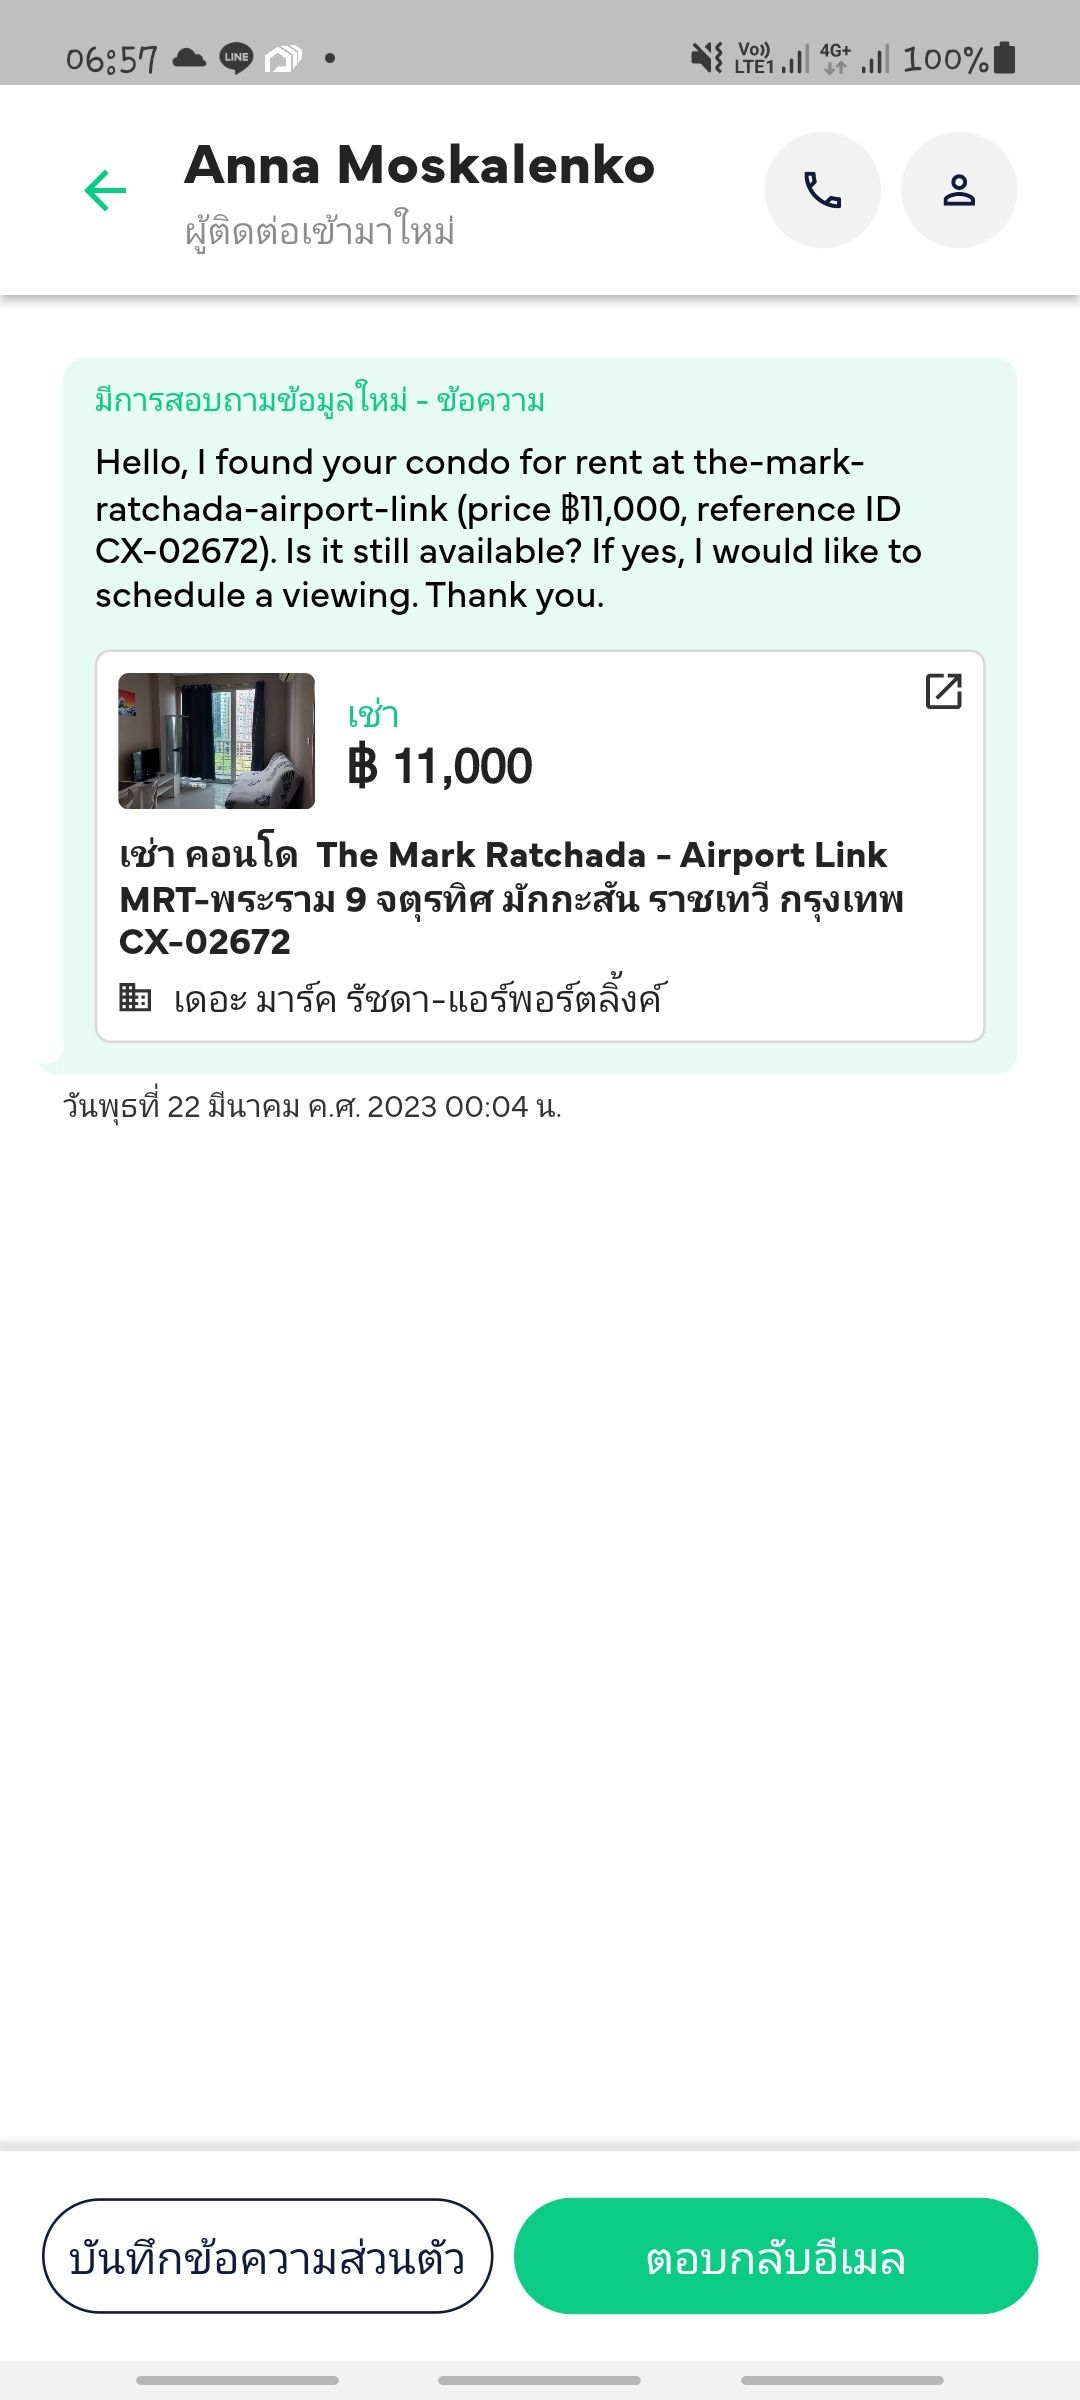 06:57 LINE Vo)) LTE1 4G+ 100%
Anna Moskalenko
ผู้ติดต่อเข้ามาใหม่
มีการสอบถามข้อมูลใหม่ - ข้อความ
Hello, I found your condo for rent at the-mark-
ratchada-airport-link (price ฿11,000, reference ID
CX-02672). Is it still available? If yes, I would like to
schedule a viewing. Thank you.
เช่า
฿ 11,000
เช่า คอนโด  The Mark Ratchada - Airport Link
MRT-พระราม 9 จตุรทิศ มักกะสัน ราชเทวี กรุงเทพ
CX-02672
เดอะ มาร์ค รัชดา-แอร์พอร์ตลิ้งค์
วันพุธที่ 22 มีนาคม ค.ศ. 2023 00:04 น.
บันทึกข้อความส่วนตัว
ตอบกลับอีเมล